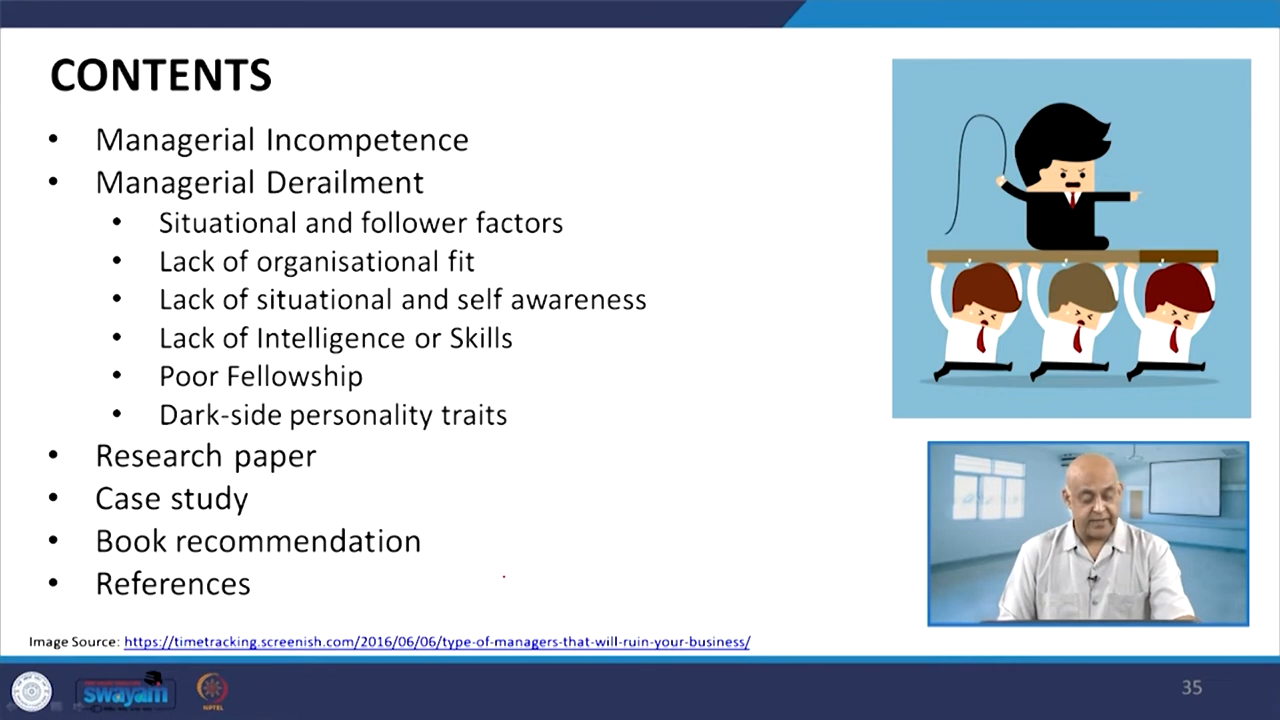 CONTENTS
• Managerial Incompetence
• Managerial Derailment
• Situational and follower factors
• Lack of organisational fit
• Lack of situational and self awareness
• Lack of Intelligence or Skills
• Poor Fellowship
• Dark-side personality traits
• Research paper
• Case study
• Book recommendation
• References
Image Source: https://timetracking.screenish.com/2016/06/06/type-of-managers-that-will-ruin-your-business/
swayam
NPTEL
35